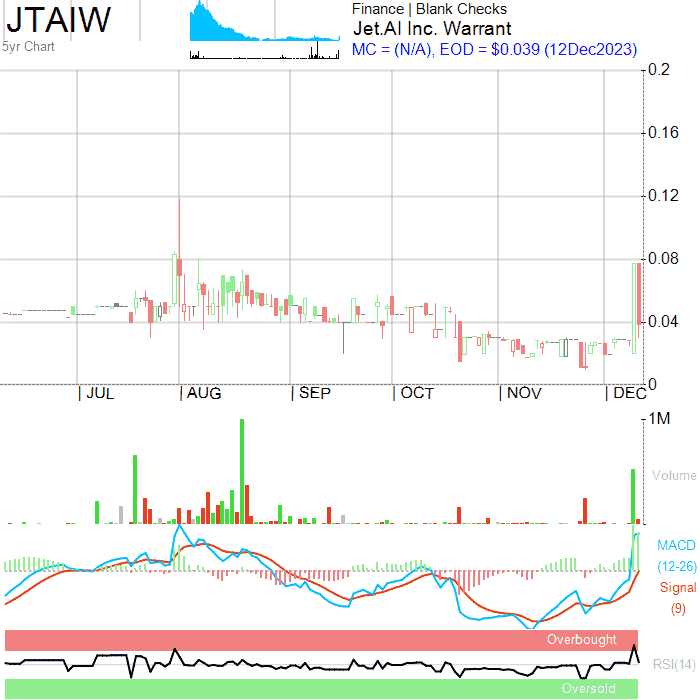 JTAIW
5yr Chart
Finance | Blank Checks
Jet.AI Inc. Warrant
MC = (N/A), EOD = $0.039 (12Dec2023)
0.2
0.16
0.12
0.08
0.04
0
| JUL | AUG | SEP | OCT | NOV | DEC
1M
Volume
MACD
(12-26)
Signal
(9)
Overbought
RSI(14)
Oversold